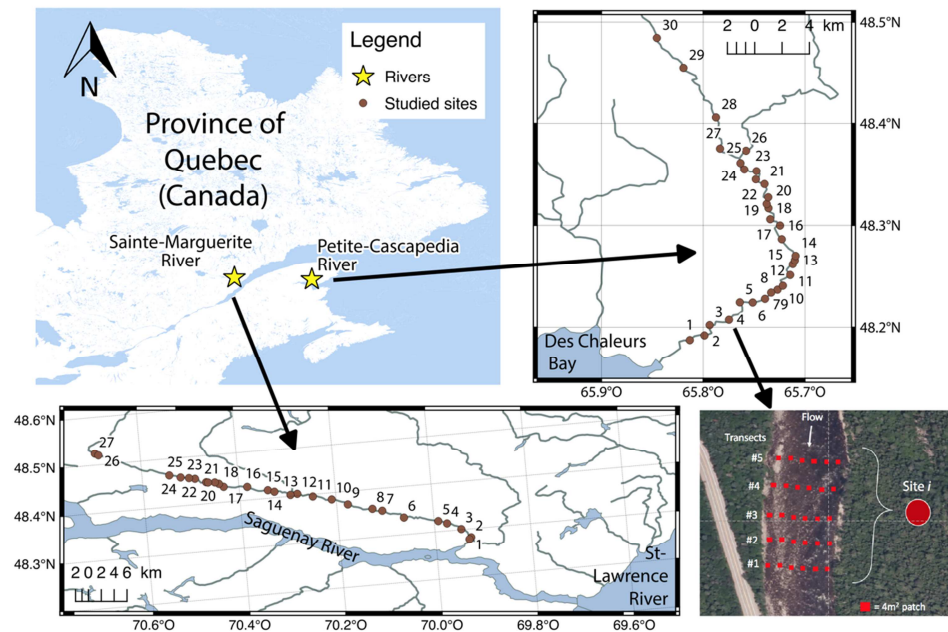 N
Legend
Rivers
Studied sites
Province of
Quebec
(Canada)
Sainte-Marguerite
River
Petite-Cascapedia
River
2 0 2 4 km
30
29
28
27
26
25
23
24
21
22
20
19
18
16
17
14
15
13
12
11
8
10
79
5
6
3
4
1
2
Des Chaleurs
Bay
48.5°N
48.4°N
48.3°N
48.2°N
65.9°N
65.8°N
65.7°N
48.6°N
48.5°N
48.4°N
48.3°N
27
26
25 23 21 18 16 15 13 12 11 10 9 8 7 6 5 4 3 2
24 22 20 17 14
1
Saguenay River
St-
Lawrence
River
2 0 2 4 6 km
70.6°N
70.4°N
70.2°N
70.0°N
69.8°N
69.6°N
Flow
Transects
#5
#4
#3
#2
#1
Site i
= 4m² patch